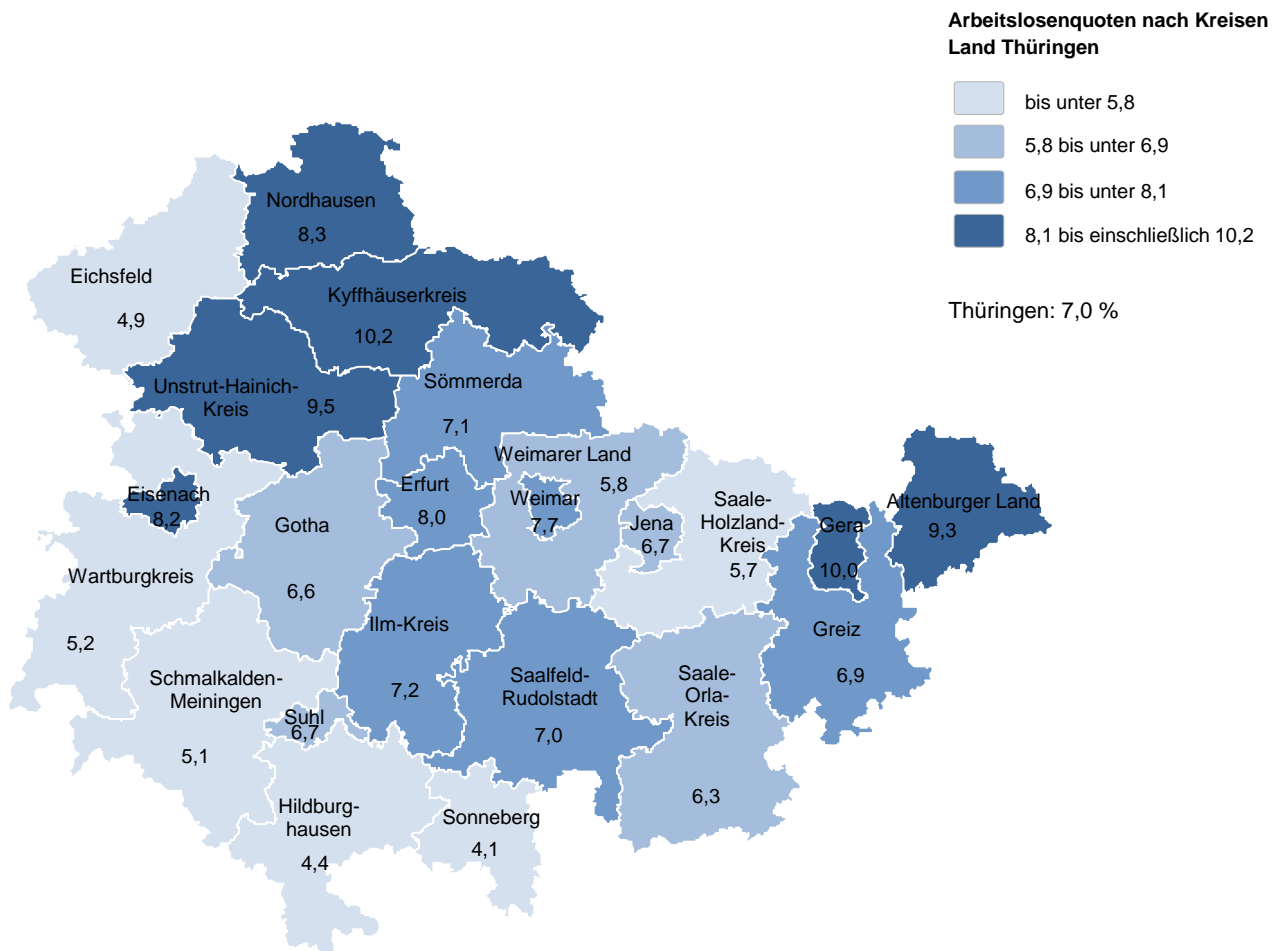 Arbeitslosenquoten nach Kreisen
Land Thüringen
bis unter 5,8
5,8 bis unter 6,9
6,9 bis unter 8,1
8,1 bis einschließlich 10,2
Thüringen: 7,0 %
Nordhausen
8,3
Eichsfeld
4,9
Kyffhäuserkreis
10,2
Unstrut-Hainich-
Kreis
9,5
Sömmerda
7,1
Weimarer Land
5,8
Eisenach
8,2
Gotha
6,6
Erfurt
8,0
Weimar
7,7
Jena
6,7
Saale-
Holzland-
Kreis
5,7
Gera
10,0
Altenburger Land
9,3
Wartburgkreis
5,2
Ilm-Kreis
7,2
Greiz
6,9
Schmalkalden-
Meiningen
5,1
Suhl
6,7
Saalfeld-
Rudolstadt
7,0
Saale-
Orla-
Kreis
6,3
Hildburg-
hausen
4,4
Sonneberg
4,1